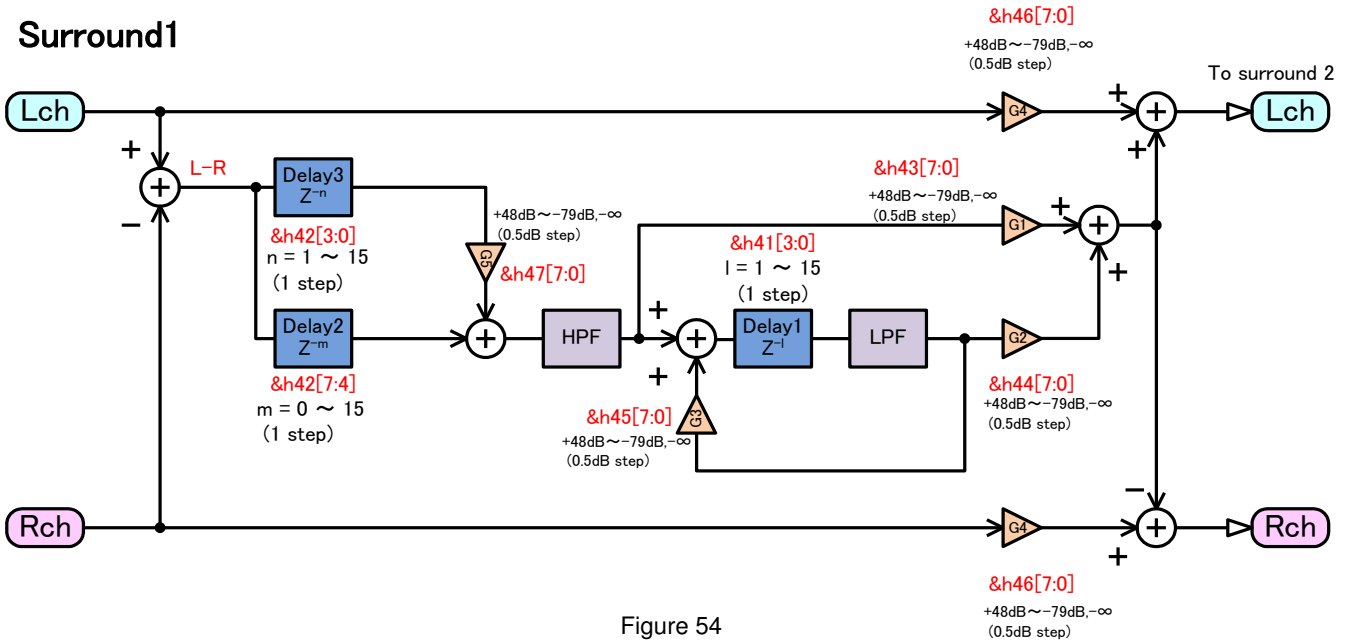 Surround1
&h46[7:0]
+48dB～-79dB,-∞
(0.5dB step)
To surround 2
Lch
G4
+
+
Lch
+
+
+
L-R
−
Delay3
Z⁻ⁿ
&h42[3:0]
n = 1 ～ 15
(1 step)
+48dB～-79dB,-∞
(0.5dB step)
G5
&h47[7:0]
&h43[7:0]
+48dB～-79dB,-∞
(0.5dB step)
G1
+
+
+
Delay2
Z⁻ᵐ
&h42[7:4]
m = 0 ～ 15
(1 step)
+
HPF
+
+
+
&h41[3:0]
l = 1 ～ 15
(1 step)
Delay1
Z⁻ˡ
LPF
G2
&h44[7:0]
+48dB～-79dB,-∞
(0.5dB step)
&h45[7:0]
+48dB～-79dB,-∞
(0.5dB step)
G3
Rch
G4
−
+
+
Rch
&h46[7:0]
+48dB～-79dB,-∞
(0.5dB step)
Figure 54